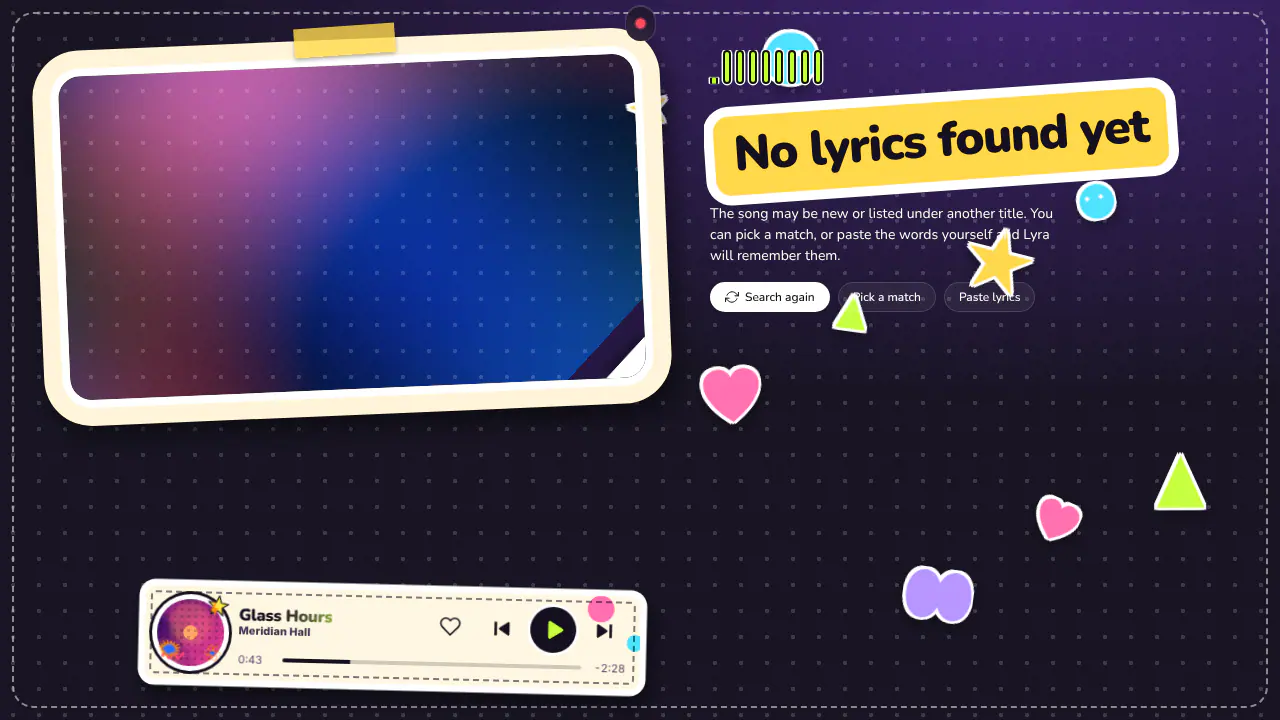 No lyrics found yet
The song may be new or listed under another title. You
can pick a match, or paste the words yourself and Lyra
will remember them.
Search again
Pick a match
Paste lyrics
Glass Hours
Meridian Hall
0:43
-2:28